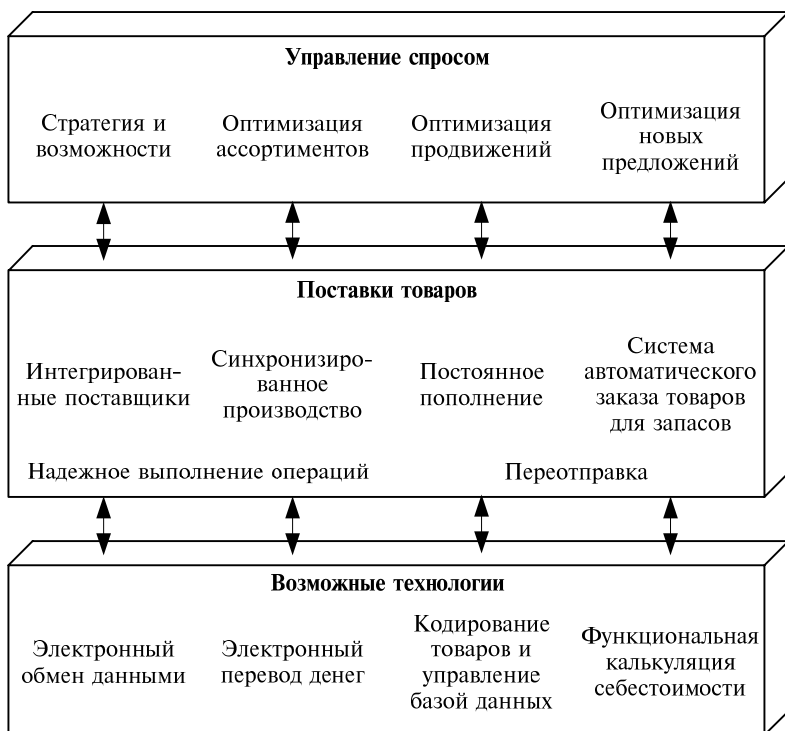 Управление спросом
Стратегия и
возможности
Оптимизация
ассортиментов
Оптимизация
продвижений
Оптимизация
новых
предложений
Поставки товаров
Интегрирован-
ные поставщики
Синхронизиро-
ванное
производство
Постоянное
пополнение
Система
автоматического
заказа товаров
для запасов
Надежное выполнение операций
Переотправка
Возможные технологии
Электронный
обмен данными
Электронный
перевод денег
Кодирование
товаров и
управление
базой данных
Функциональная
калькуляция
себестоимости